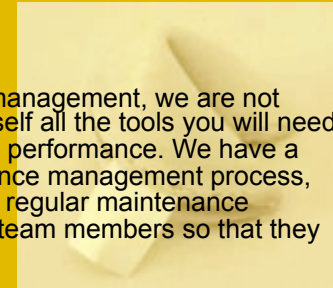 management, we are not
self all the tools you will need
performance. We have a
nce management process,
regular maintenance
team members so that they